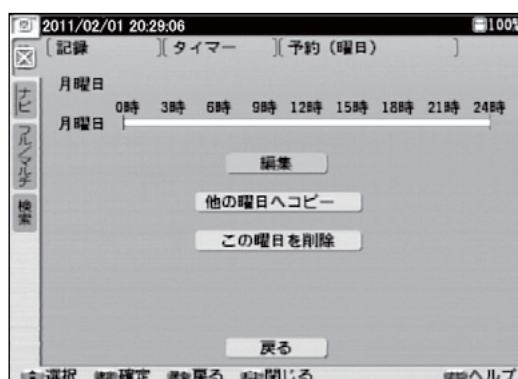 2011/02/01 20:29:06 100%
[記録 ][タイマー ][予約(曜日) ]
月曜日
0時 3時 6時 9時 12時 15時 18時 21時 24時
月曜日
ナビ
フル/マルチ
検索
編集
他の曜日へコピー
この曜日を削除
戻る
選択 確定 戻る 閉じる ヘルプ